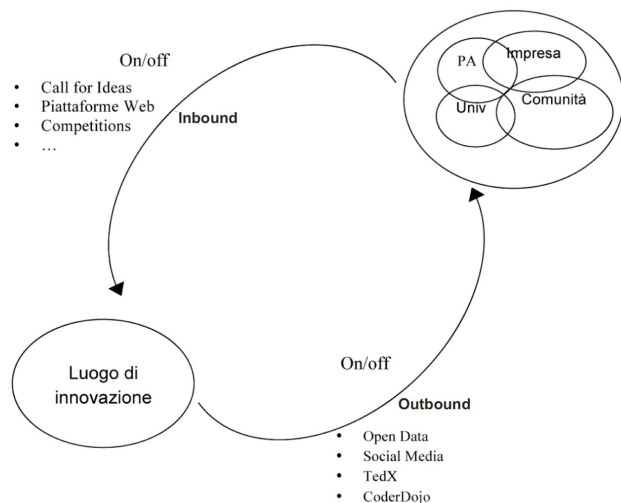 On/off
• Call for Ideas
• Piattaforme Web
• Competitions
• …
Inbound
PA
Impresa
Univ
Comunità
Luogo di
innovazione
On/off
Outbound
• Open Data
• Social Media
• TedX
• CoderDojo